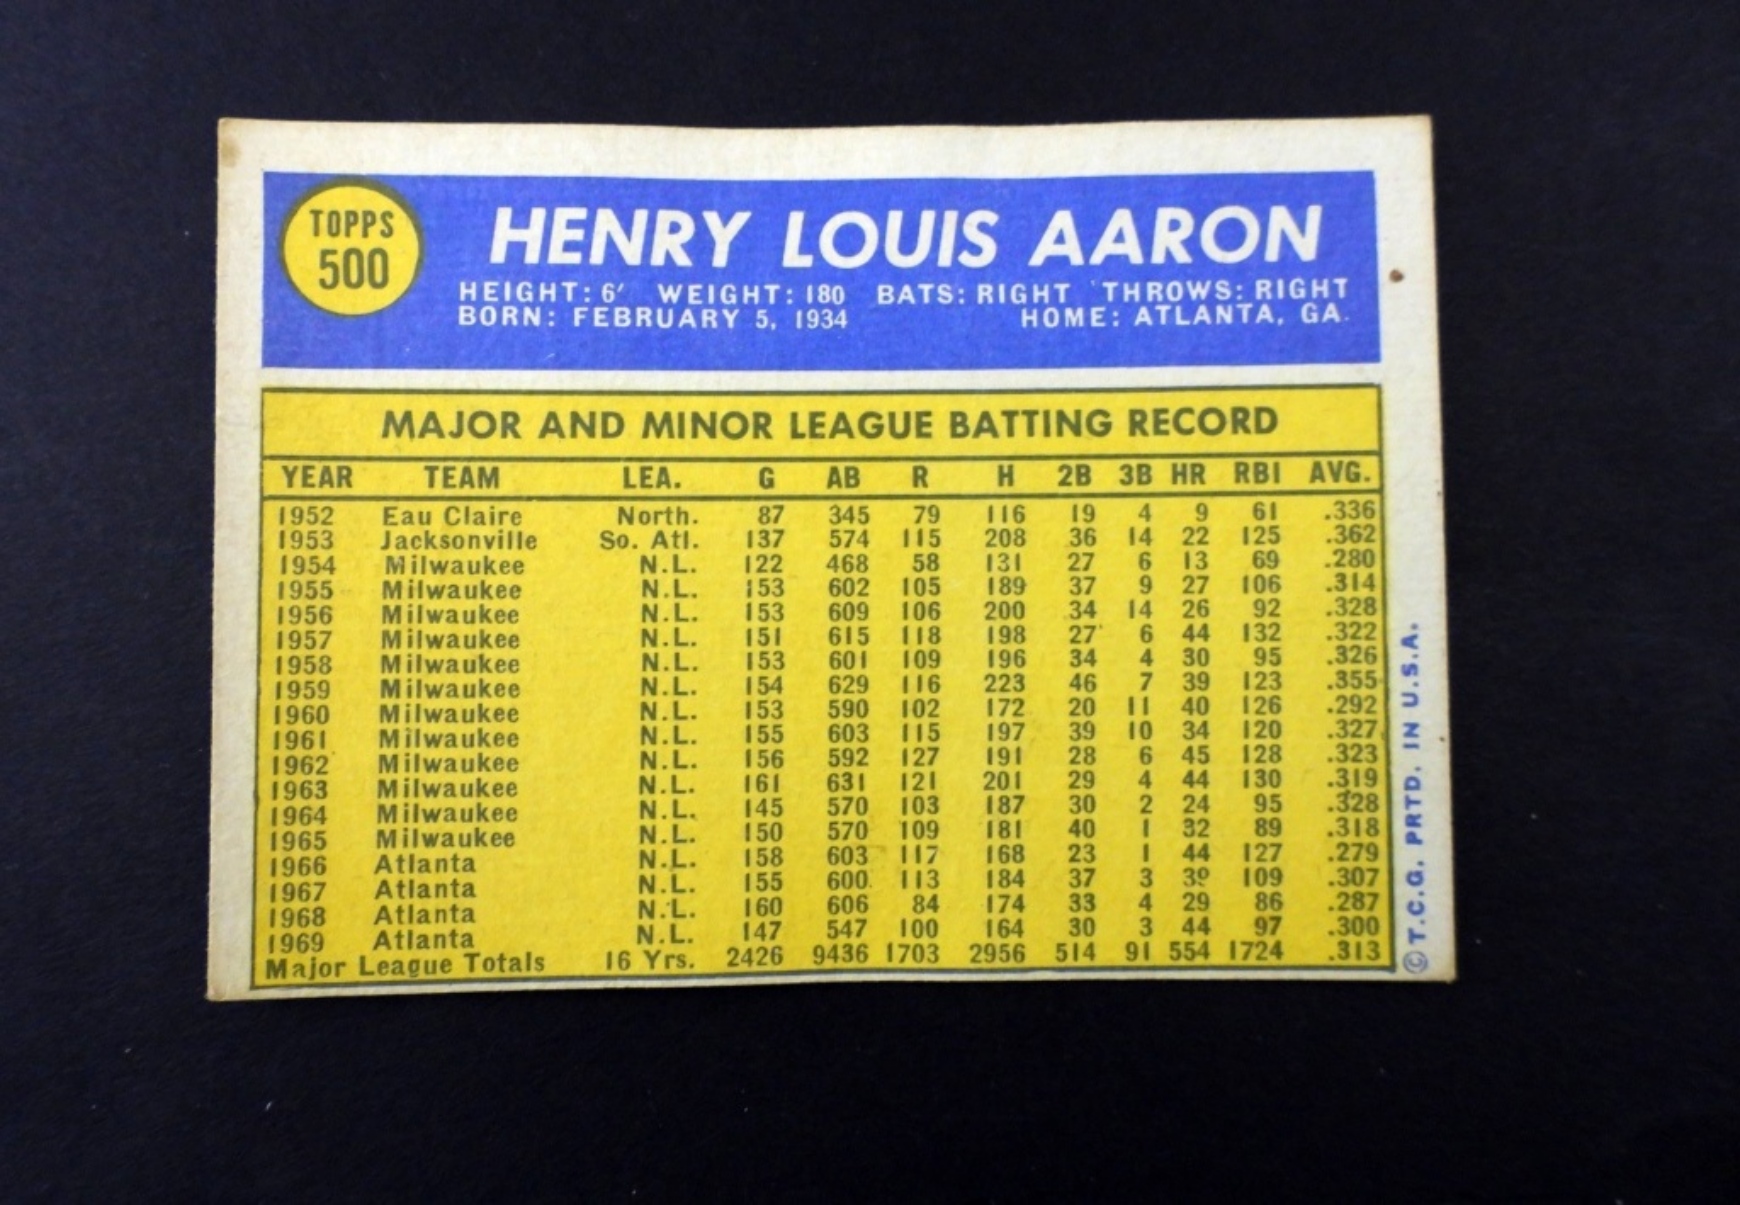 TOPPS
500
HENRY LOUIS AARON
HEIGHT: 6' WEIGHT: 180 BATS: RIGHT THROWS: RIGHT
BORN: FEBRUARY 5, 1934 HOME: ATLANTA, GA.
MAJOR AND MINOR LEAGUE BATTING RECORD
YEAR TEAM LEA. G AB R H 2B 3B HR RBI AVG.
1952 Eau Claire North. 87 345 79 116 19 4 9 61 .336
1953 Jacksonville So. Atl. 137 574 115 208 36 14 22 125 .362
1954 Milwaukee N.L. 122 468 58 131 27 6 13 69 .280
1955 Milwaukee N.L. 153 602 105 189 37 9 27 106 .314
1956 Milwaukee N.L. 153 609 106 200 34 14 26 92 .328
1957 Milwaukee N.L. 151 615 118 198 27 6 44 132 .322
1958 Milwaukee N.L. 153 601 109 196 34 4 30 95 .326
1959 Milwaukee N.L. 154 629 116 223 46 7 39 123 .355
1960 Milwaukee N.L. 153 590 102 172 20 11 40 126 .292
1961 Milwaukee N.L. 155 603 115 197 39 10 34 120 .327
1962 Milwaukee N.L. 156 592 127 191 28 6 45 128 .323
1963 Milwaukee N.L. 161 631 121 201 29 4 44 130 .319
1964 Milwaukee N.L. 145 570 103 187 30 2 24 95 .328
1965 Milwaukee N.L. 150 570 109 181 40 1 32 89 .318
1966 Atlanta N.L. 158 603 117 168 23 1 44 127 .279
1967 Atlanta N.L. 155 600 113 184 37 3 39 109 .307
1968 Atlanta N.L. 160 606 84 174 33 4 29 86 .287
1969 Atlanta N.L. 147 547 100 164 30 3 44 97 .300
Major League Totals 16 Yrs. 2426 9436 1703 2956 514 91 554 1724 .313
© T.C.G. PRTD. IN U.S.A.